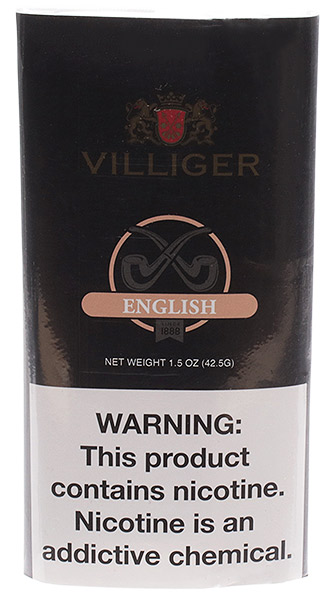 VILLIGER
ENGLISH
SINCE
1888
NET WEIGHT 1.5 OZ (42.5G)
WARNING:
This product
contains nicotine.
Nicotine is an
addictive chemical.